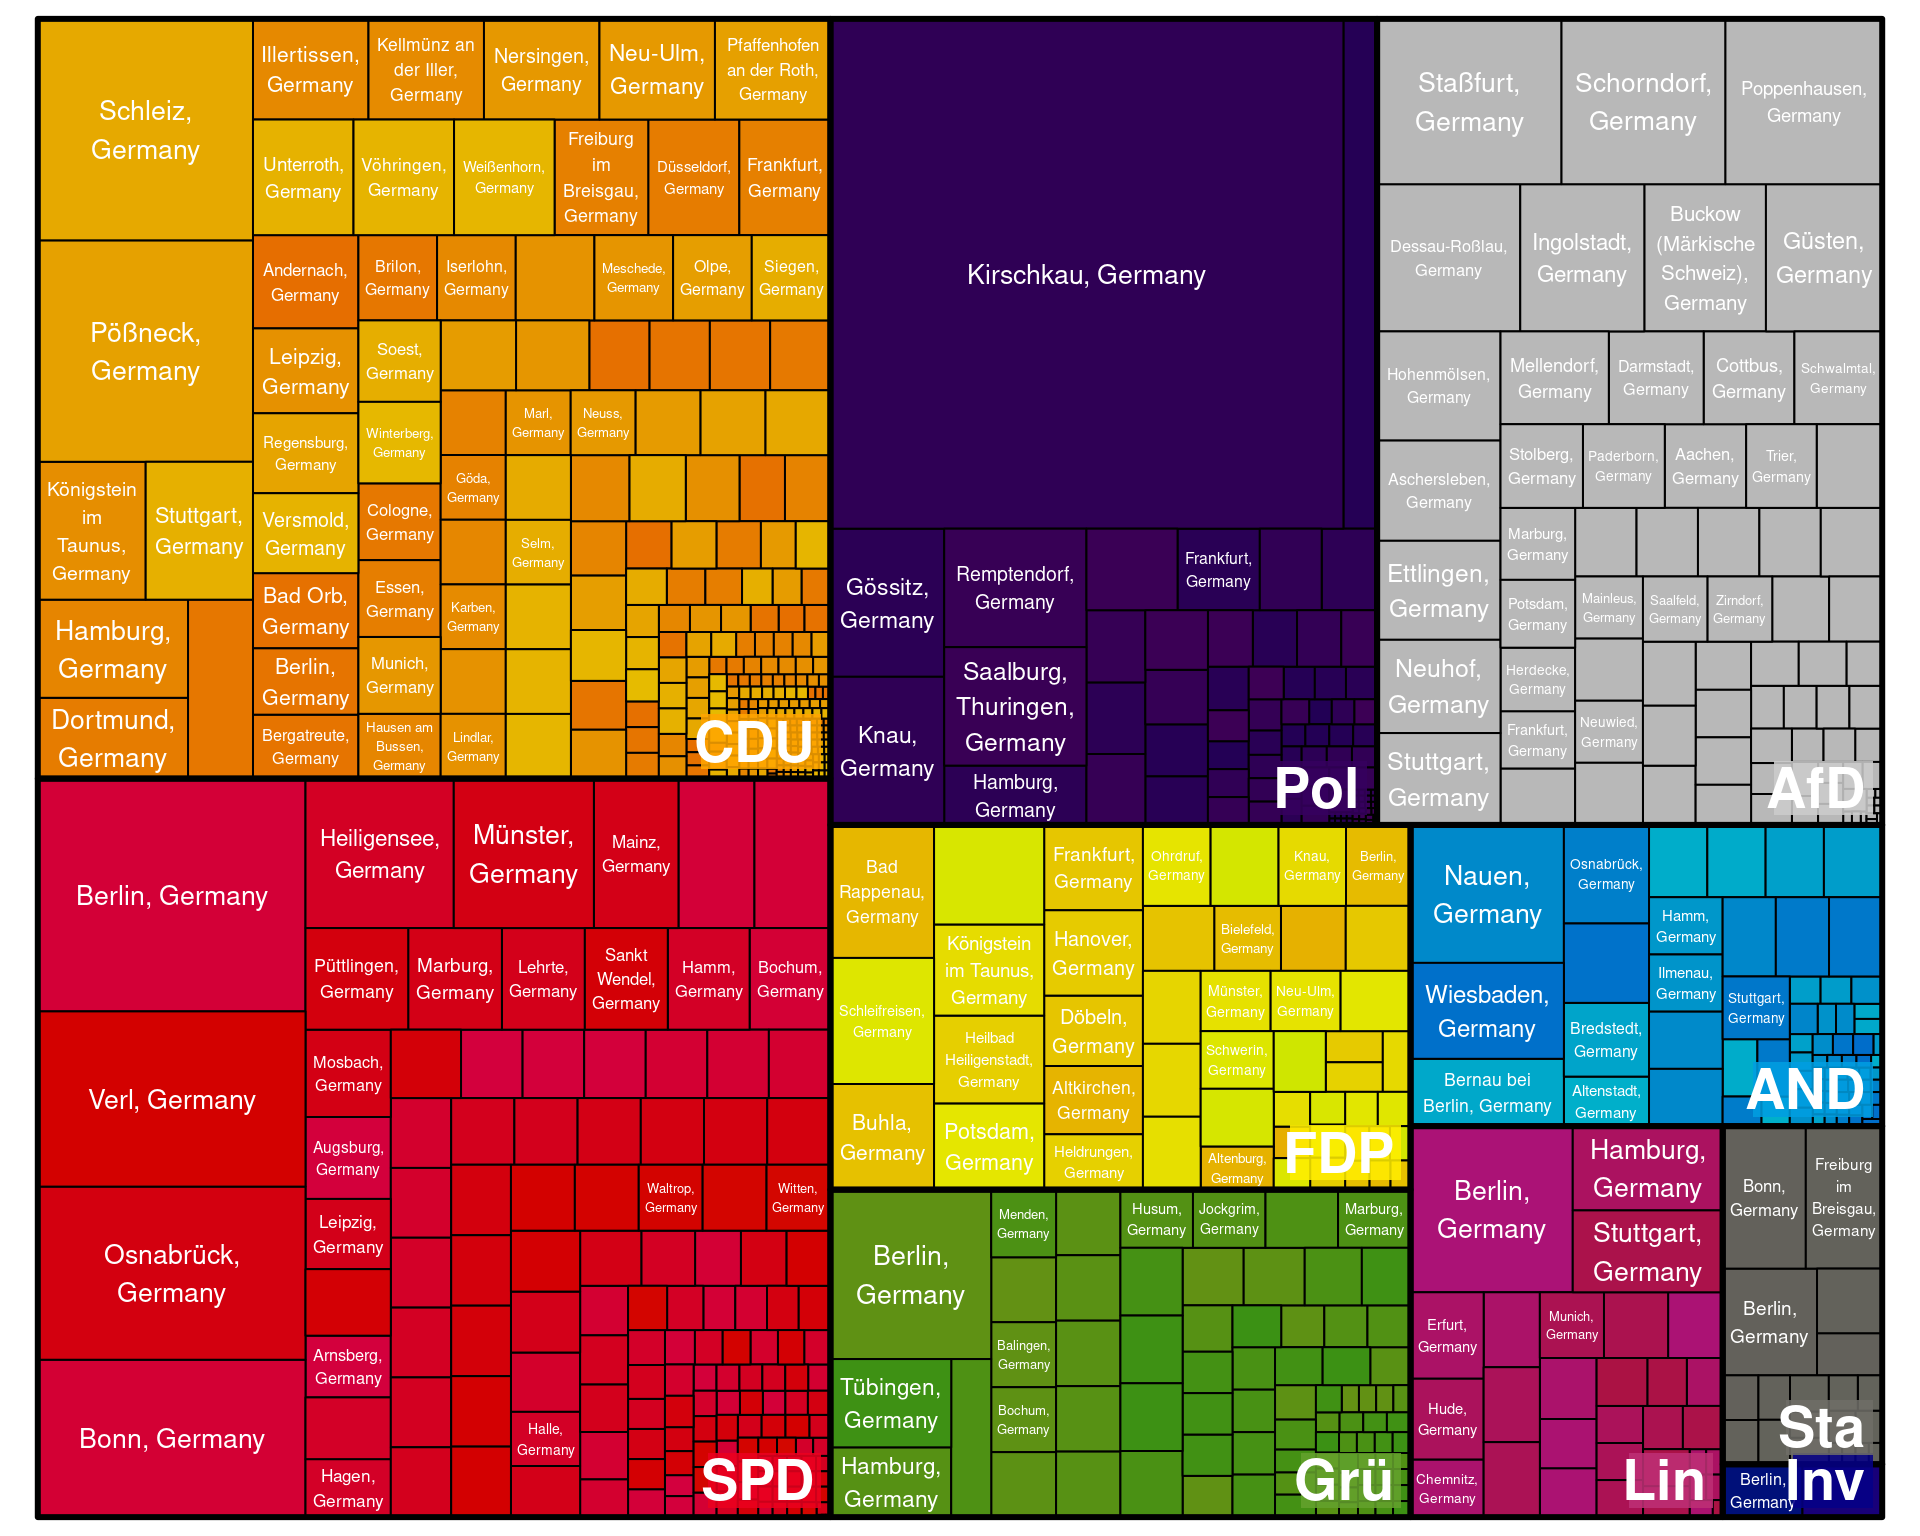 Schleiz,
Germany
Pößneck,
Germany
Königstein
im
Taunus,
Germany
Stuttgart,
Germany
Hamburg,
Germany
Dortmund,
Germany
Illertissen,
Germany
Kellmünz an
der Iller,
Germany
Nersingen,
Germany
Neu-Ulm,
Germany
Pfaffenhofen
an der Roth,
Germany
Unterroth,
Germany
Vöhringen,
Germany
Weißenhorn,
Germany
Freiburg
im
Breisgau,
Germany
Düsseldorf,
Germany
Frankfurt,
Germany
Andernach,
Germany
Brilon,
Germany
Iserlohn,
Germany
Meschede,
Germany
Olpe,
Germany
Siegen,
Germany
Leipzig,
Germany
Soest,
Germany
Regensburg,
Germany
Winterberg,
Germany
Marl,
Germany
Neuss,
Germany
Versmold,
Germany
Cologne,
Germany
Göda,
Germany
Selm,
Germany
Bad Orb,
Germany
Essen,
Germany
Karben,
Germany
Berlin,
Germany
Munich,
Germany
Bergatreute,
Germany
Hausen am
Bussen,
Germany
Lindlar,
Germany
CDU
Kirschkau, Germany
Gössitz,
Germany
Knau,
Germany
Remptendorf,
Germany
Saalburg,
Thuringen,
Germany
Hamburg,
Germany
Frankfurt,
Germany
Pol
Staßfurt,
Germany
Schorndorf,
Germany
Poppenhausen,
Germany
Dessau-Roßlau,
Germany
Ingolstadt,
Germany
Buckow
(Märkische
Schweiz),
Germany
Güsten,
Germany
Hohenmölsen,
Germany
Mellendorf,
Germany
Darmstadt,
Germany
Cottbus,
Germany
Schwalmtal,
Germany
Aschersleben,
Germany
Stolberg,
Germany
Paderborn,
Germany
Aachen,
Germany
Trier,
Germany
Ettlingen,
Germany
Marburg,
Germany
Potsdam,
Germany
Mainleus,
Germany
Saalfeld,
Germany
Zirndorf,
Germany
Neuhof,
Germany
Herdecke,
Germany
Frankfurt,
Germany
Neuwied,
Germany
Stuttgart,
Germany
AfD
Berlin, Germany
Verl, Germany
Osnabrück,
Germany
Bonn, Germany
Heiligensee,
Germany
Münster,
Germany
Mainz,
Germany
Püttlingen,
Germany
Marburg,
Germany
Lehrte,
Germany
Sankt
Wendel,
Germany
Hamm,
Germany
Bochum,
Germany
Mosbach,
Germany
Augsburg,
Germany
Leipzig,
Germany
Waltrop,
Germany
Witten,
Germany
Arnsberg,
Germany
Halle,
Germany
Hagen,
Germany
SPD
Bad
Rappenau,
Germany
Schleifreisen,
Germany
Buhla,
Germany
Königstein
im Taunus,
Germany
Heilbad
Heiligenstadt,
Germany
Potsdam,
Germany
Frankfurt,
Germany
Hanover,
Germany
Döbeln,
Germany
Altkirchen,
Germany
Heldrungen,
Germany
Ohrdruf,
Germany
Knau,
Germany
Berlin,
Germany
Bielefeld,
Germany
Münster,
Germany
Neu-Ulm,
Germany
Schwerin,
Germany
Altenburg,
Germany
FDP
Nauen,
Germany
Wiesbaden,
Germany
Bernau bei
Berlin, Germany
Osnabrück,
Germany
Bredstedt,
Germany
Altenstadt,
Germany
Hamm,
Germany
Ilmenau,
Germany
Stuttgart,
Germany
AND
Berlin,
Germany
Tübingen,
Germany
Hamburg,
Germany
Menden,
Germany
Balingen,
Germany
Bochum,
Germany
Husum,
Germany
Jockgrim,
Germany
Marburg,
Germany
Grü
Berlin,
Germany
Hamburg,
Germany
Stuttgart,
Germany
Erfurt,
Germany
Munich,
Germany
Hude,
Germany
Chemnitz,
Germany
Lin
Bonn,
Germany
Freiburg
im
Breisgau,
Germany
Berlin,
Germany
Sta
Berlin,
Germany
Inv